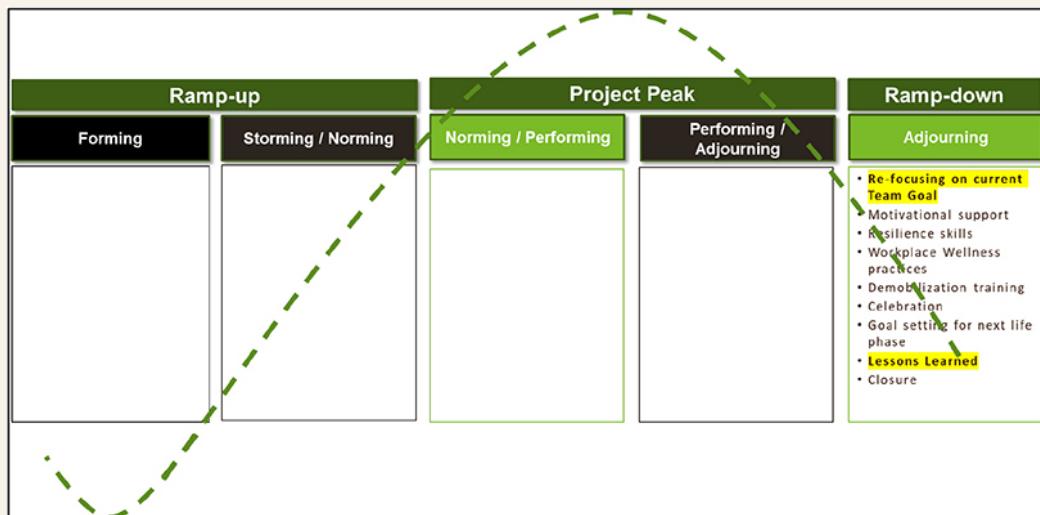 Ramp-up
Project Peak
Ramp-down
Forming
Storming / Norming
Norming / Performing
Performing /
Adjourning
Adjourning
• Re-focusing on current
Team Goal
• Motivational support
• Resilience skills
• Workplace Wellness
practices
• Demobilization training
• Celebration
• Goal setting for next life
phase
• Lessons Learned
• Closure